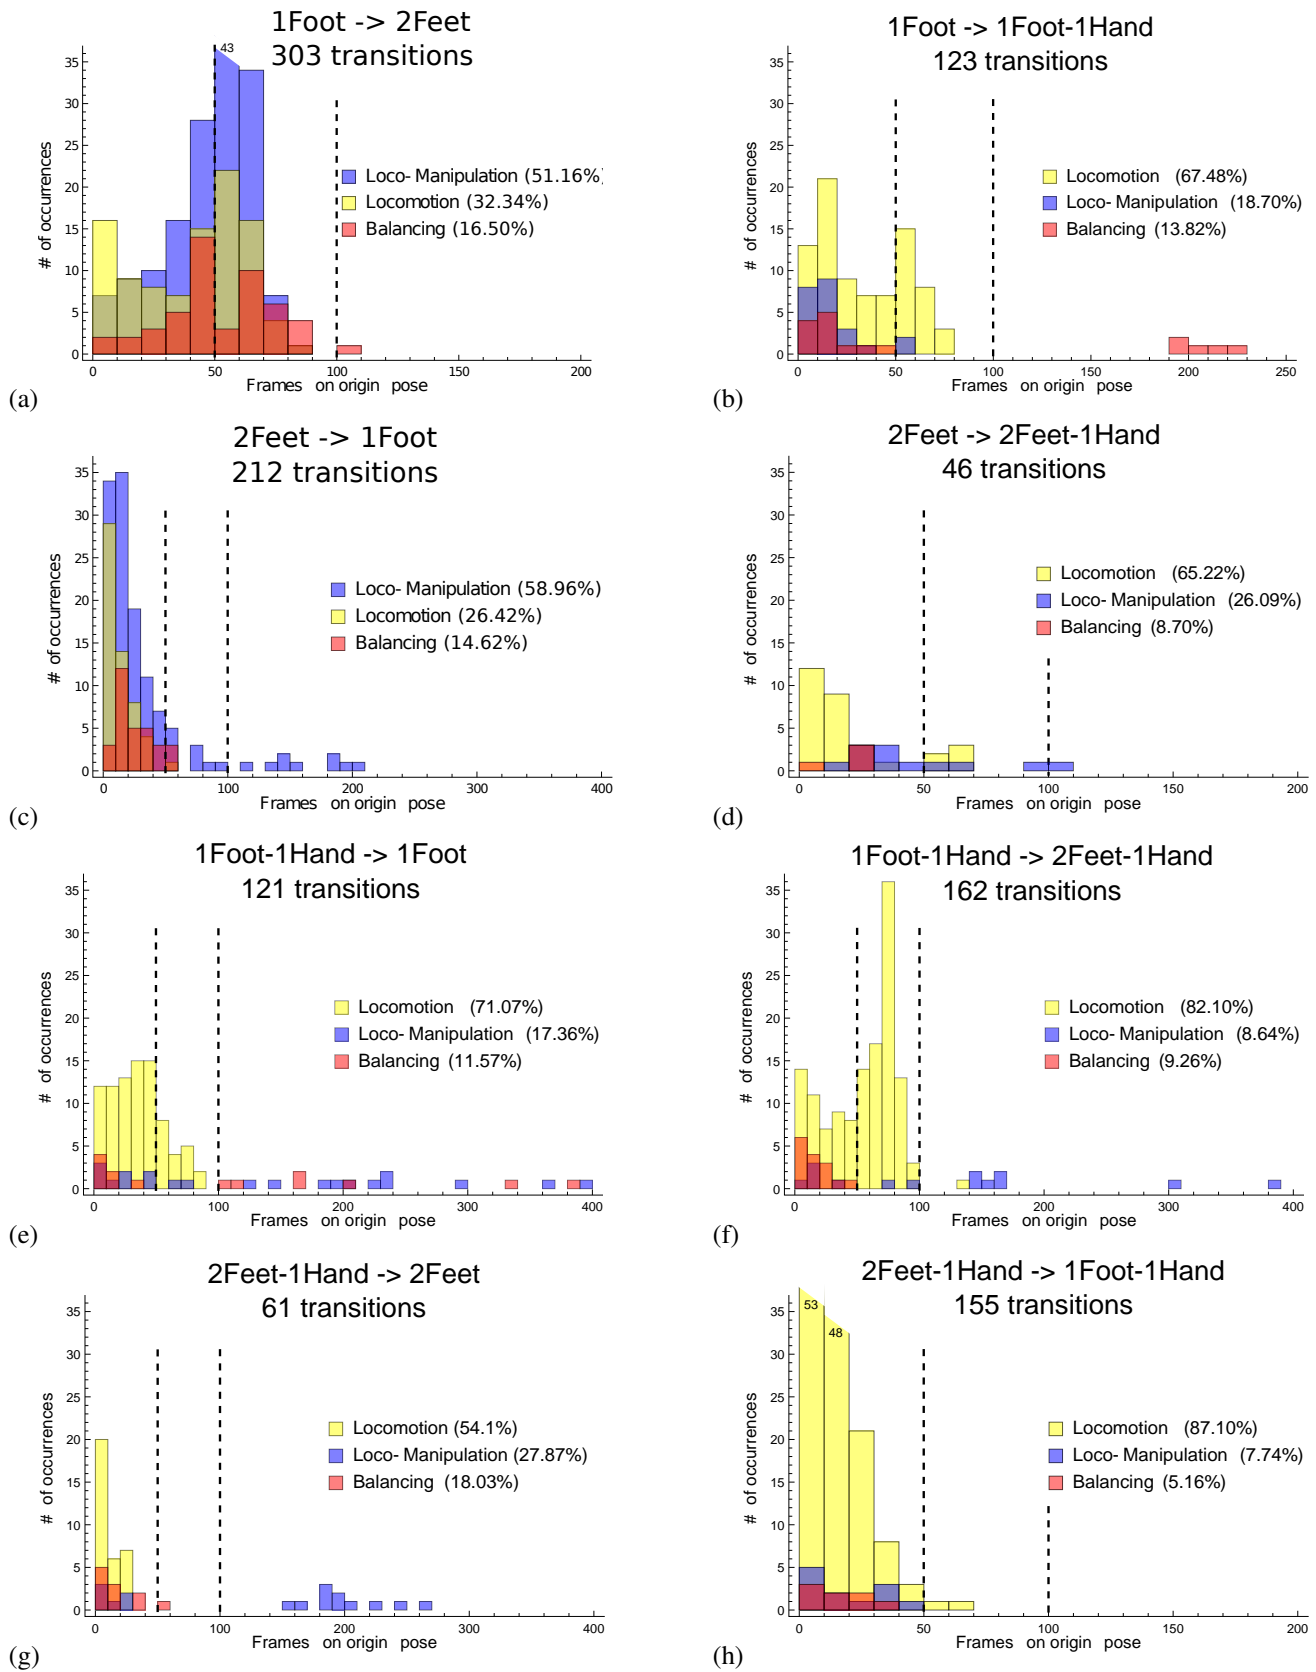 1Foot -> 2Feet
303 transitions
43
# of occurrences
35
30
25
20
15
10
5
0
Loco- Manipulation (51.16%)
Locomotion (32.34%)
Balancing (16.50%)
0 50 100 150 200
Frames on origin pose
(a)
1Foot -> 1Foot-1Hand
123 transitions
# of occurrences
35
30
25
20
15
10
5
0
Locomotion (67.48%)
Loco- Manipulation (18.70%)
Balancing (13.82%)
0 50 100 150 200 250
Frames on origin pose
(b)
2Feet -> 1Foot
212 transitions
# of occurrences
35
30
25
20
15
10
5
0
Loco- Manipulation (58.96%)
Locomotion (26.42%)
Balancing (14.62%)
0 100 200 300 400
Frames on origin pose
(c)
2Feet -> 2Feet-1Hand
46 transitions
# of occurrences
35
30
25
20
15
10
5
0
Locomotion (65.22%)
Loco- Manipulation (26.09%)
Balancing (8.70%)
0 50 100 150 200
Frames on origin pose
(d)
1Foot-1Hand -> 1Foot
121 transitions
# of occurrences
35
30
25
20
15
10
5
0
Locomotion (71.07%)
Loco- Manipulation (17.36%)
Balancing (11.57%)
0 100 200 300 400
Frames on origin pose
(e)
1Foot-1Hand -> 2Feet-1Hand
162 transitions
# of occurrences
35
30
25
20
15
10
5
0
Locomotion (82.10%)
Loco- Manipulation (8.64%)
Balancing (9.26%)
0 100 200 300 400
Frames on origin pose
(f)
2Feet-1Hand -> 2Feet
61 transitions
# of occurrences
35
30
25
20
15
10
5
0
Locomotion (54.1%)
Loco- Manipulation (27.87%)
Balancing (18.03%)
0 100 200 300 400
Frames on origin pose
(g)
2Feet-1Hand -> 1Foot-1Hand
155 transitions
53
48
# of occurrences
35
30
25
20
15
10
5
0
Locomotion (87.10%)
Loco- Manipulation (7.74%)
Balancing (5.16%)
0 50 100 150 200
Frames on origin pose
(h)